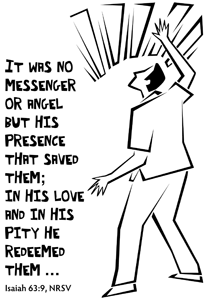 It was no
messenger
or angel
but his
presence
that saved
them;
in his love
and in his
pity he
redeemed
them ...
Isaiah 63:9, NRSV